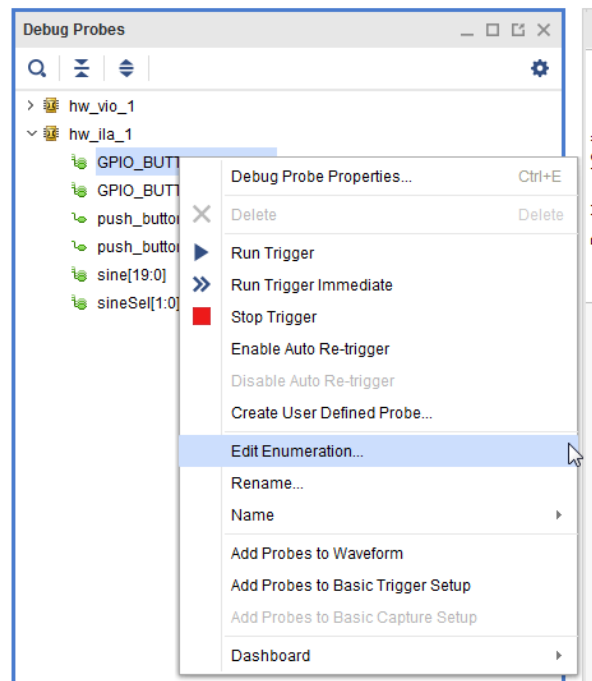 Debug Probes
hw_vio_1
hw_ila_1
GPIO_BUTT
GPIO_BUTT
push_button
push_button
sine[19:0]
sineSel[1:0]
Debug Probe Properties... Ctrl+E
Delete Delete
Run Trigger
Run Trigger Immediate
Stop Trigger
Enable Auto Re-trigger
Disable Auto Re-trigger
Create User Defined Probe...
Edit Enumeration...
Rename...
Name
Add Probes to Waveform
Add Probes to Basic Trigger Setup
Add Probes to Basic Capture Setup
Dashboard